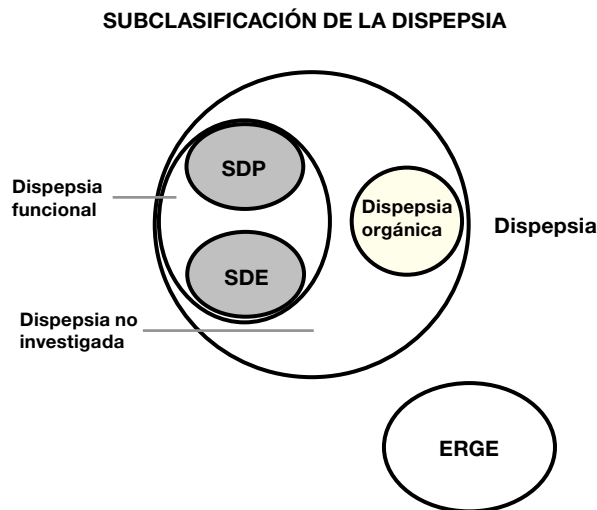 SUBCLASIFICACIÓN DE LA DISPEPSIA
SDP
Dispepsia
funcional
Dispepsia
orgánica
Dispepsia
SDE
Dispepsia no
investigada
ERGE